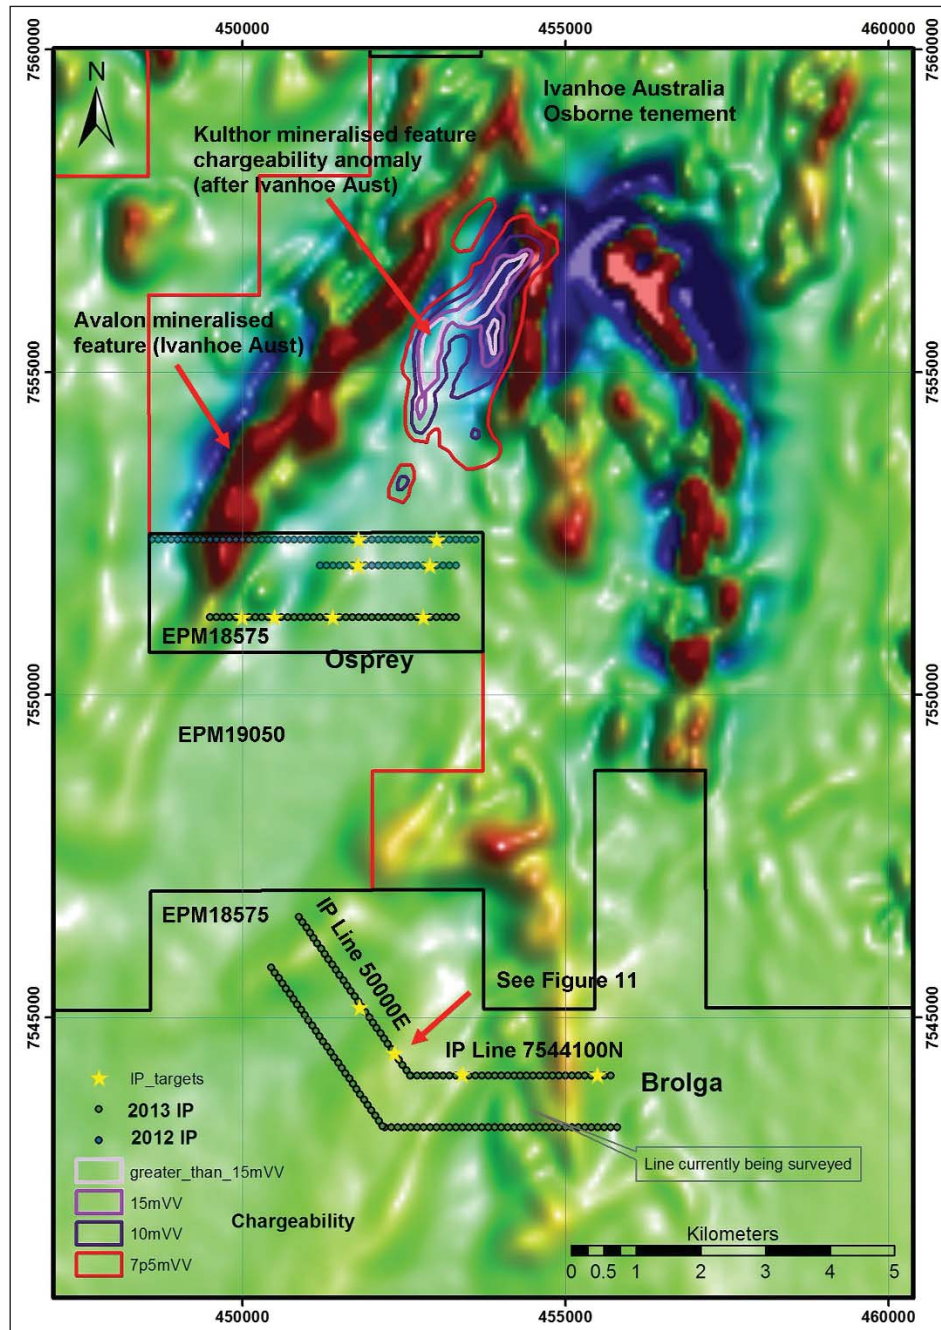 450000
455000
460000
7560000
7560000
N
Ivanhoe Australia
Osborne tenement
Kulthor mineralised feature
chargeability anomaly
(after Ivanhoe Aust)
Avalon mineralised
feature (Ivanhoe Aust)
7555000
7555000
EPM18575
Osprey
7550000
7550000
EPM19050
EPM18575
IP Line 50000E
See Figure 11
7545000
7545000
IP Line 7544100N
Brolga
IP_targets
2013 IP
2012 IP
Line currently being surveyed
greater_than_15mVV
15mVV
10mVV
7p5mVV
Chargeability
Kilometers
0 0.5 1 2 3 4 5
450000
455000
460000